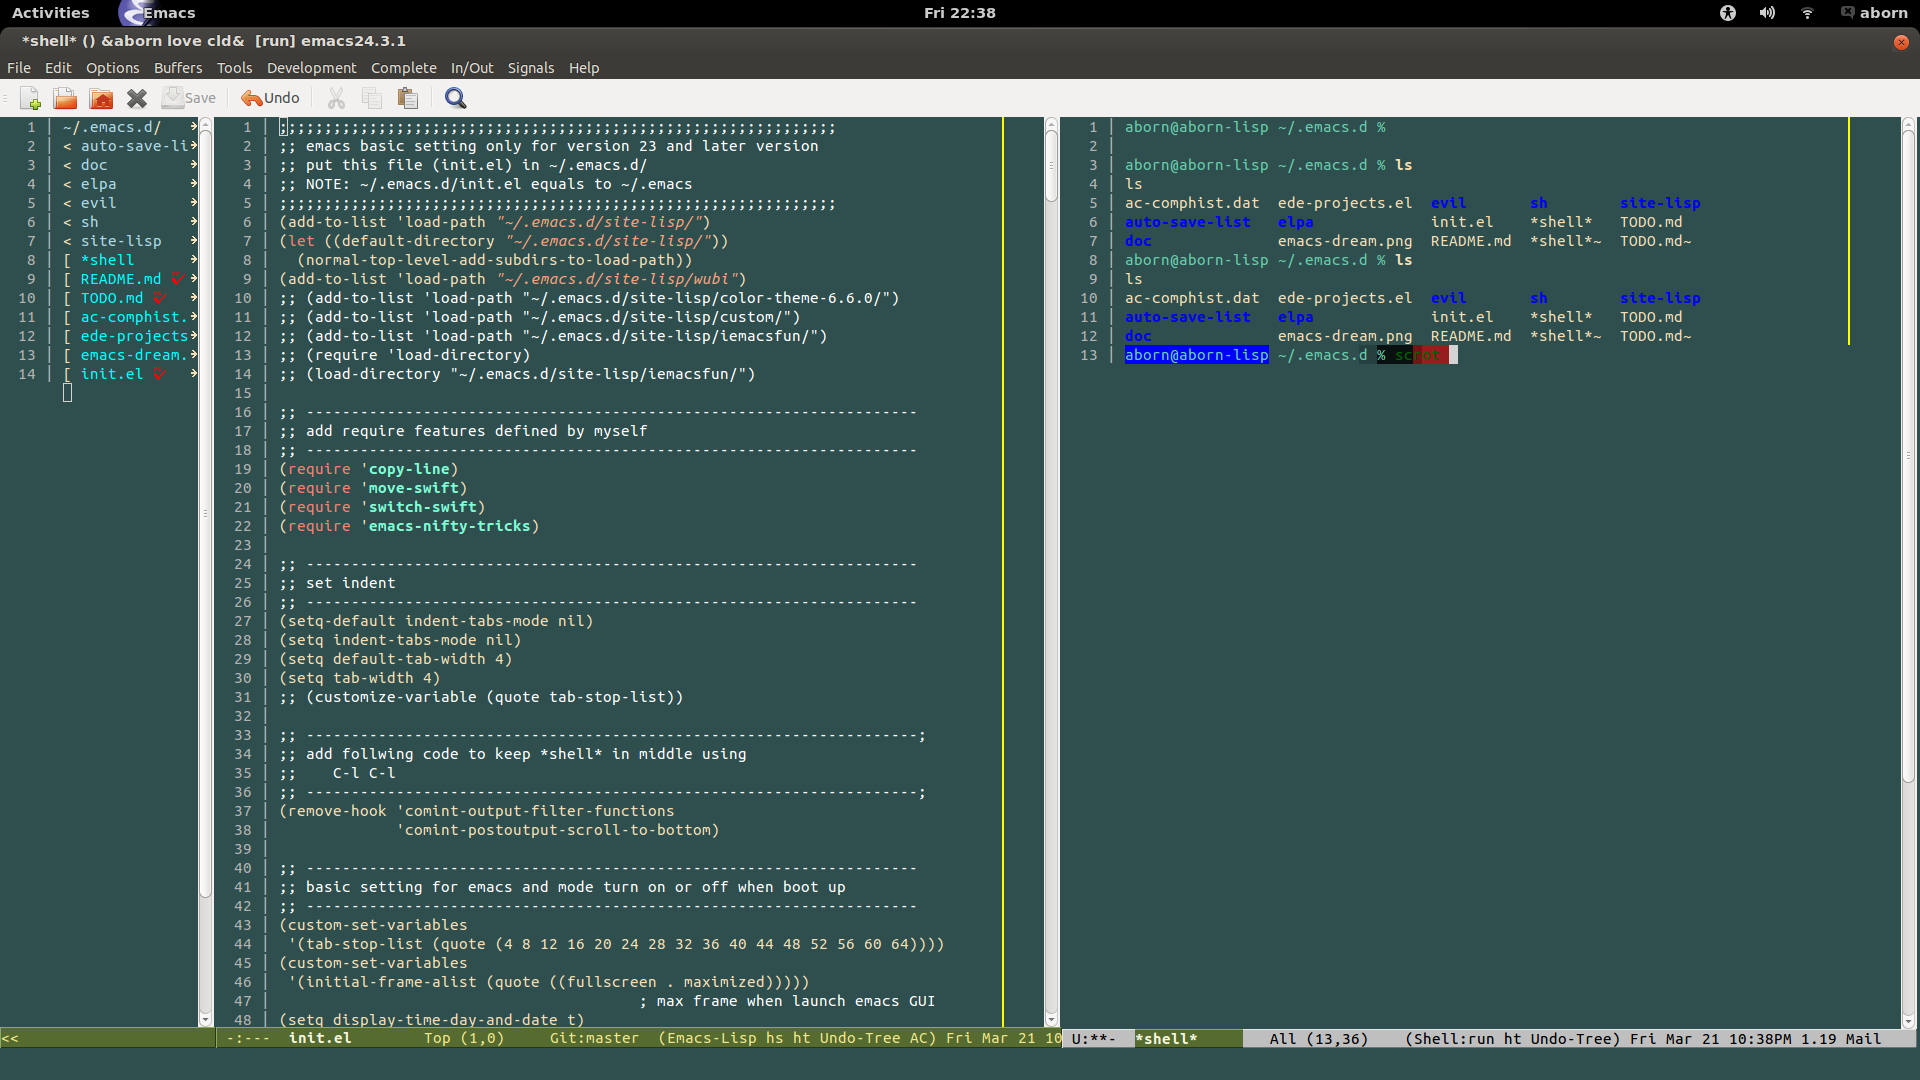 Activities Emacs Fri 22:38 aborn
*shell* () &aborn love cld&  [run] emacs24.3.1
File Edit Options Buffers Tools Development Complete In/Out Signals Help
Save Undo
1 ~/.emacs.d/
2 < auto-save-li
3 < doc
4 < elpa
5 < evil
6 < sh
7 < site-lisp
8 [ *shell
9 [ README.md
10 [ TODO.md
11 [ ac-comphist.
12 [ ede-projects
13 [ emacs-dream.
14 [ init.el
1 ;;;;;;;;;;;;;;;;;;;;;;;;;;;;;;;;;;;;;;;;;;;;;;;;;;;;;;;;;;;;;;
2 ;; emacs basic setting only for version 23 and later version
3 ;; put this file (init.el) in ~/.emacs.d/
4 ;; NOTE: ~/.emacs.d/init.el equals to ~/.emacs
5 ;;;;;;;;;;;;;;;;;;;;;;;;;;;;;;;;;;;;;;;;;;;;;;;;;;;;;;;;;;;;;;
6 (add-to-list 'load-path "~/.emacs.d/site-lisp/")
7 (let ((default-directory "~/.emacs.d/site-lisp/"))
8   (normal-top-level-add-subdirs-to-load-path))
9 (add-to-list 'load-path "~/.emacs.d/site-lisp/wubi")
10 ;; (add-to-list 'load-path "~/.emacs.d/site-lisp/color-theme-6.6.0/")
11 ;; (add-to-list 'load-path "~/.emacs.d/site-lisp/custom/")
12 ;; (add-to-list 'load-path "~/.emacs.d/site-lisp/iemacsfun/")
13 ;; (require 'load-directory)
14 ;; (load-directory "~/.emacs.d/site-lisp/iemacsfun/")
15
16 ;; --------------------------------------------------------------------
17 ;; add require features defined by myself
18 ;; --------------------------------------------------------------------
19 (require 'copy-line)
20 (require 'move-swift)
21 (require 'switch-swift)
22 (require 'emacs-nifty-tricks)
23
24 ;; --------------------------------------------------------------------
25 ;; set indent
26 ;; --------------------------------------------------------------------
27 (setq-default indent-tabs-mode nil)
28 (setq indent-tabs-mode nil)
29 (setq default-tab-width 4)
30 (setq tab-width 4)
31 ;; (customize-variable (quote tab-stop-list))
32
33 ;; --------------------------------------------------------------------;
34 ;; add follwing code to keep *shell* in middle using
35 ;;    C-l C-l
36 ;; --------------------------------------------------------------------;
37 (remove-hook 'comint-output-filter-functions
38              'comint-postoutput-scroll-to-bottom)
39
40 ;; --------------------------------------------------------------------
41 ;; basic setting for emacs and mode turn on or off when boot up
42 ;; --------------------------------------------------------------------
43 (custom-set-variables
44  '(tab-stop-list (quote (4 8 12 16 20 24 28 32 36 40 44 48 52 56 60 64))))
45 (custom-set-variables
46  '(initial-frame-alist (quote ((fullscreen . maximized)))))
47                                         ; max frame when launch emacs GUI
48 (setq display-time-day-and-date t)
1 aborn@aborn-lisp ~/.emacs.d %
2
3 aborn@aborn-lisp ~/.emacs.d % ls
4 ls
5 ac-comphist.dat  ede-projects.el  evil       sh        site-lisp
6 auto-save-list   elpa             init.el    *shell*   TODO.md
7 doc              emacs-dream.png  README.md  *shell*~  TODO.md~
8 aborn@aborn-lisp ~/.emacs.d % ls
9 ls
10 ac-comphist.dat  ede-projects.el  evil       sh        site-lisp
11 auto-save-list   elpa             init.el    *shell*   TODO.md
12 doc              emacs-dream.png  README.md  *shell*~  TODO.md~
13 aborn@aborn-lisp ~/.emacs.d % scrot
<<
-:---  init.el        Top (1,0)     Git:master  (Emacs-Lisp hs ht Undo-Tree AC) Fri Mar 21 10
U:**-  *shell*        All (13,36)    (Shell:run ht Undo-Tree) Fri Mar 21 10:38PM 1.19 Mail